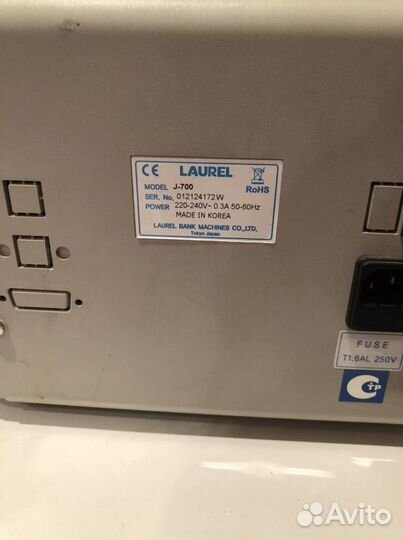 CE LAUREL
RoHS
MODEL J-700
SER, No, 012124172W
POWER 220-240V~ 0.3A 50-60Hz
MADE IN KOREA
LAUREL BANK MACHINES CO.,LTD,
Tokyo Japan
FUSE
T1.6AL 250V
СТР
Avito